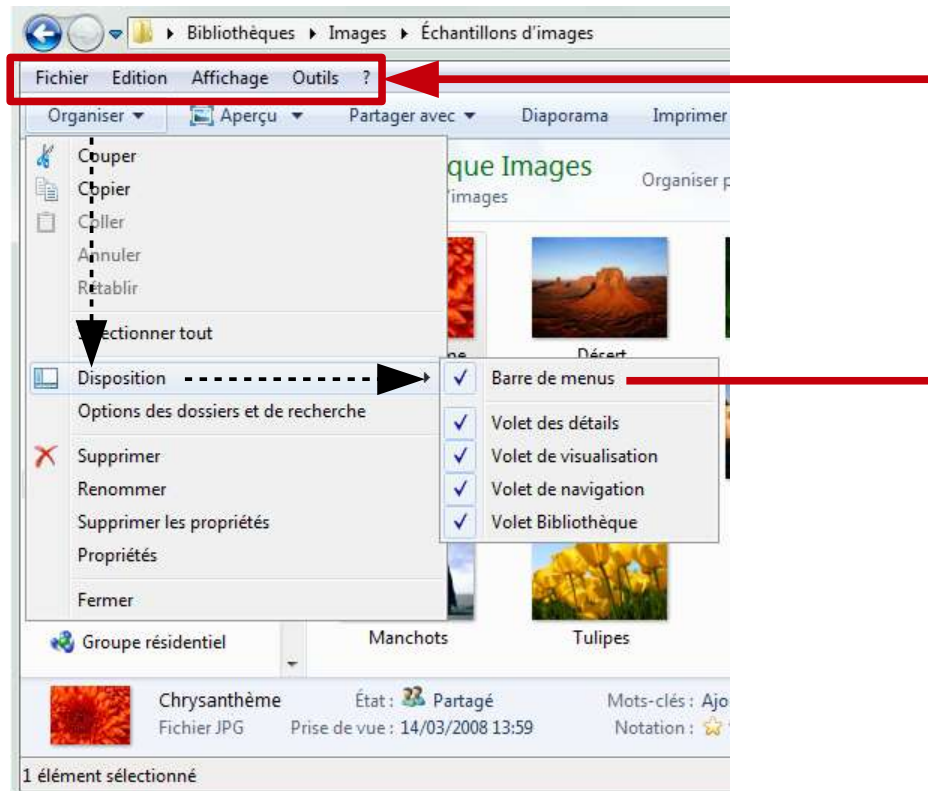 Bibliothèques Images Échantillons d'images
Fichier Edition Affichage Outils ?
Organiser Aperçu Partager avec Diaporama Imprimer
Couper
Copier
Coller
Annuler
Rétablir
Sélectionner tout
Disposition
Options des dossiers et de recherche
Supprimer
Renommer
Supprimer les propriétés
Propriétés
Fermer
que Images
Organiser p
'images
Désert
Barre de menus
Volet des détails
Volet de visualisation
Volet de navigation
Volet Bibliothèque
Groupe résidentiel
Manchots
Tulipes
Chrysanthème
État : Partagé
Mots-clés : Ajo
Fichier JPG
Prise de vue : 14/03/2008 13:59
Notation :
1 élément sélectionné